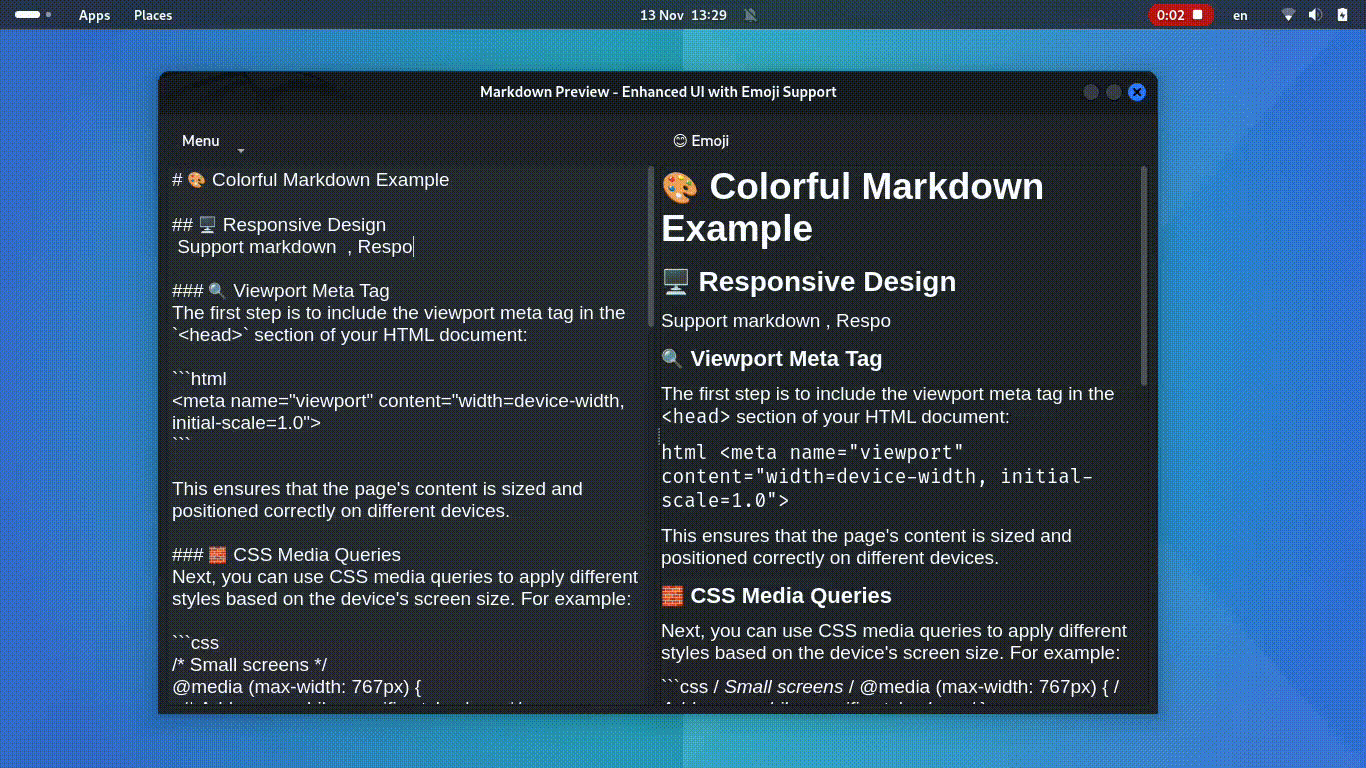 Apps Places 13 Nov 13:29 0:02 en
Markdown Preview - Enhanced UI with Emoji Support
Menu
# 🎨 Colorful Markdown Example
## 🖥️ Responsive Design
Support markdown , Respo
### 🔍 Viewport Meta Tag
The first step is to include the viewport meta tag in the
`<head>` section of your HTML document:
```html
<meta name="viewport" content="width=device-width,
initial-scale=1.0">
```
This ensures that the page's content is sized and
positioned correctly on different devices.
### 🧱 CSS Media Queries
Next, you can use CSS media queries to apply different
styles based on the device's screen size. For example:
```css
/* Small screens */
@media (max-width: 767px) {
😊 Emoji
🎨 Colorful Markdown
Example
🖥️ Responsive Design
Support markdown , Respo
🔍 Viewport Meta Tag
The first step is to include the viewport meta tag in the
<head> section of your HTML document:
html <meta name="viewport"
content="width=device-width, initial-
scale=1.0">
This ensures that the page's content is sized and
positioned correctly on different devices.
🧱 CSS Media Queries
Next, you can use CSS media queries to apply different
styles based on the device's screen size. For example:
```css / Small screens / @media (max-width: 767px) { /